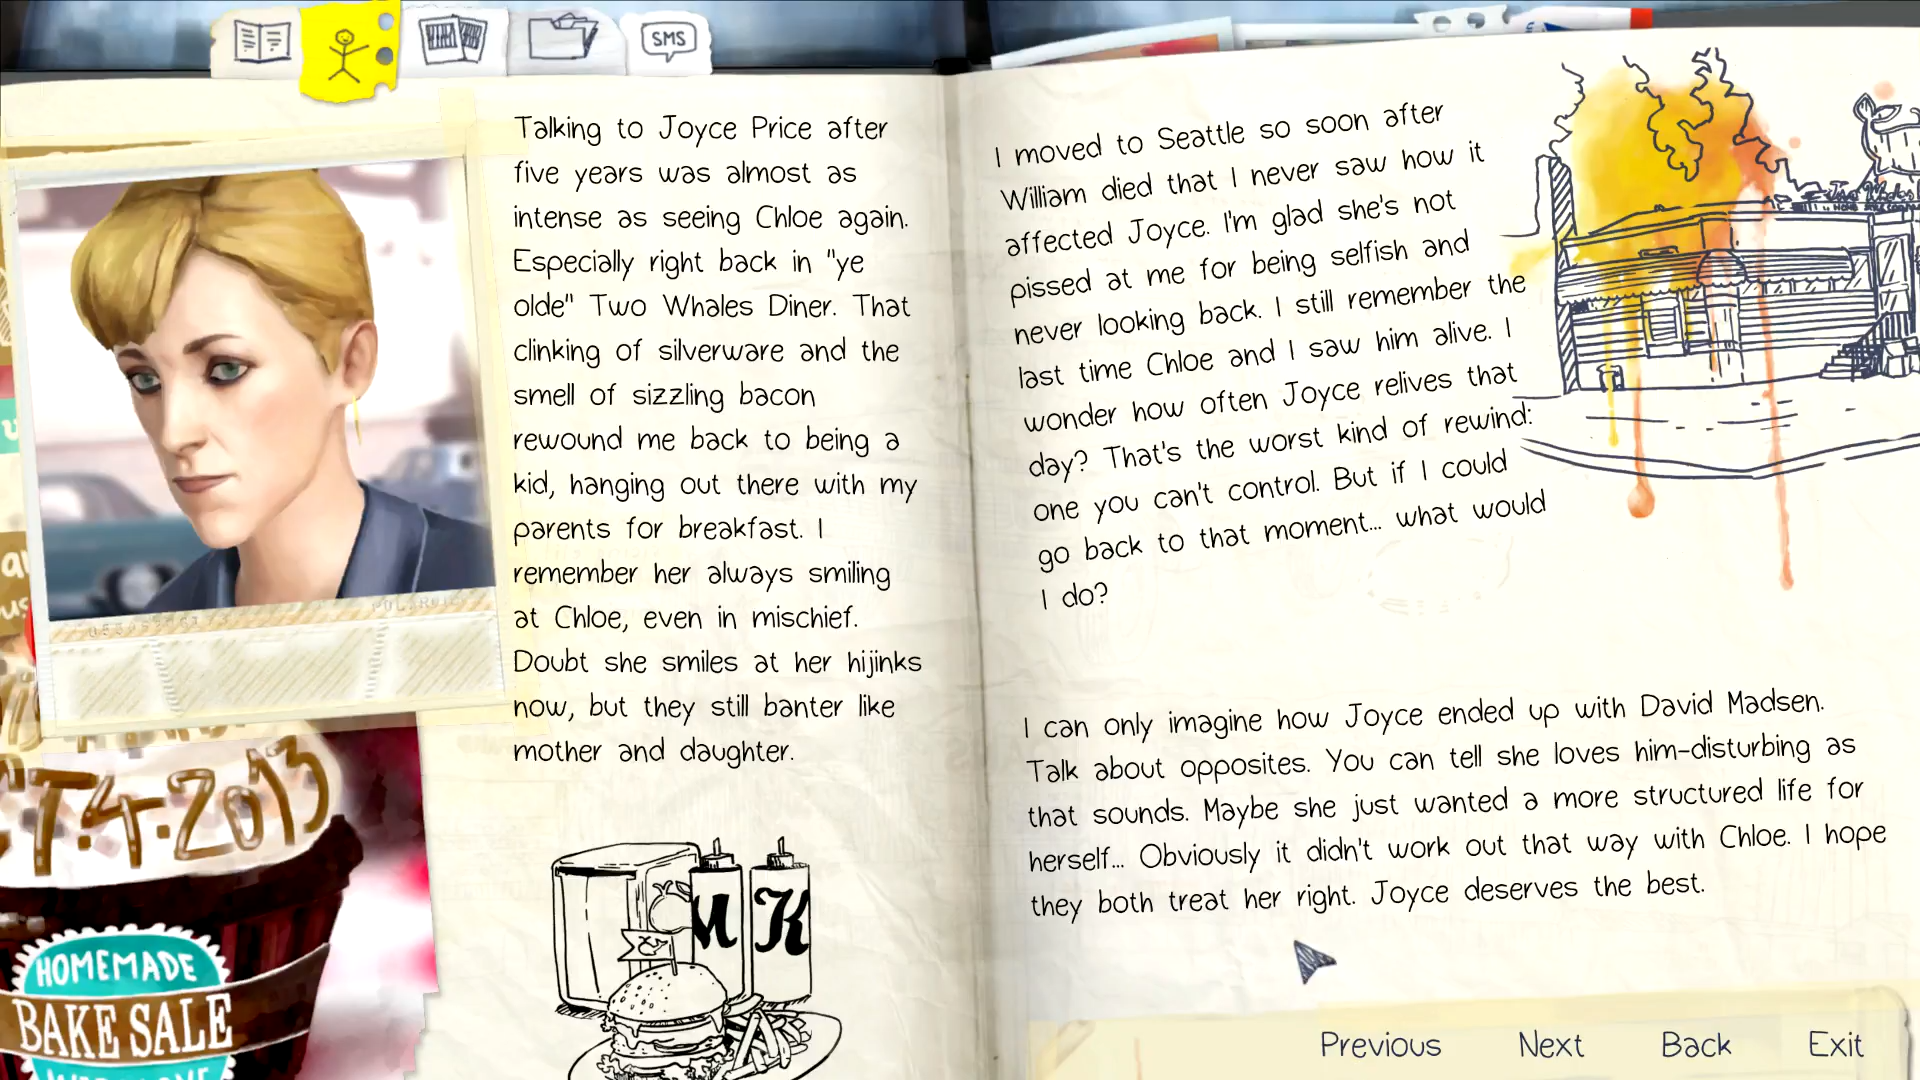 SMS
Talking to Joyce Price after
five years was almost as
intense as seeing Chloe again.
Especially right back in "ye
olde" Two Whales Diner. That
clinking of silverware and the
smell of sizzling bacon
rewound me back to being a
kid, hanging out there with my
parents for breakfast. I
remember her always smiling
at Chloe, even in mischief.
Doubt she smiles at her hijinks
now, but they still banter like
mother and daughter.
I moved to Seattle so soon after
William died that I never saw how it
affected Joyce. I'm glad she's not
pissed at me for being selfish and
never looking back. I still remember the
last time Chloe and I saw him alive. I
wonder how often Joyce relives that
day? That's the worst kind of rewind:
one you can't control. But if I could
go back to that moment... what would
I do?
I can only imagine how Joyce ended up with David Madsen.
Talk about opposites. You can tell she loves him-disturbing as
that sounds. Maybe she just wanted a more structured life for
herself... Obviously it didn't work out that way with Chloe. I hope
they both treat her right. Joyce deserves the best.
Two Whales
POLAROID
CT.4.2013
HOMEMADE
BAKE SALE
M K
Previous Next Back Exit